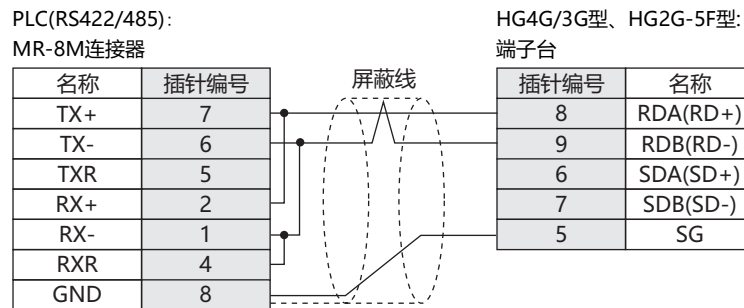 PLC(RS422/485):
MR-8M连接器
HG4G/3G型、HG2G-5F型:
端子台
名称 插针编号 屏蔽线 插针编号 名称
TX+ 7 8 RDA(RD+)
TX- 6 9 RDB(RD-)
TXR 5 6 SDA(SD+)
RX+ 2 7 SDB(SD-)
RX- 1 5 SG
RXR 4
GND 8